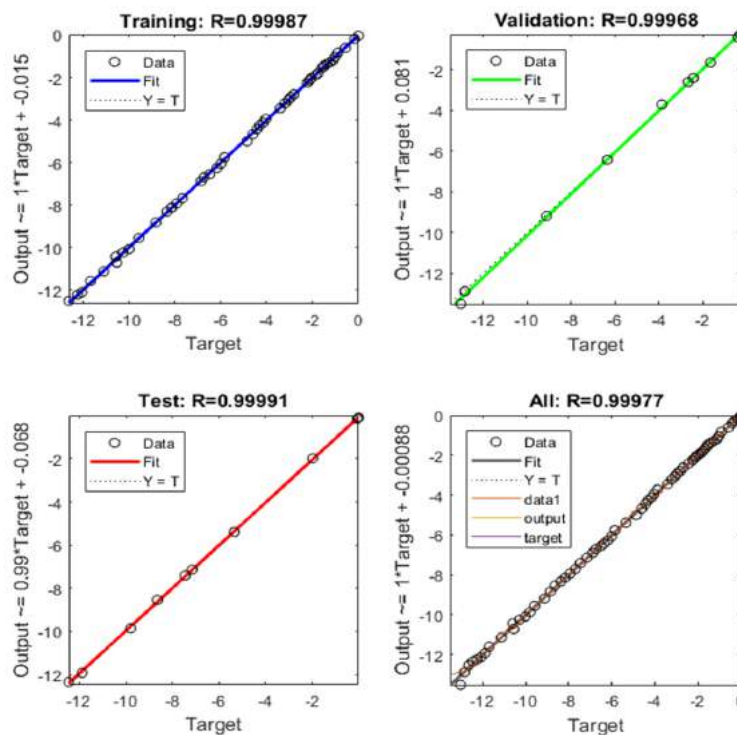 Training: R=0.99987
Output ~= 1*Target + -0.015
Data
Fit
Y = T
0
-2
-4
-6
-8
-10
-12
-12 -10 -8 -6 -4 -2 0
Target
Validation: R=0.99968
Output ~= 1*Target + 0.081
Data
Fit
Y = T
-2
-4
-6
-8
-10
-12
-12 -10 -8 -6 -4 -2
Target
Test: R=0.99991
Output ~= 0.99*Target + -0.068
Data
Fit
Y = T
0
-2
-4
-6
-8
-10
-12
-12 -10 -8 -6 -4 -2 0
Target
All: R=0.99977
Output ~= 1*Target + -0.00088
Data
Fit
Y = T
data1
output
target
0
-2
-4
-6
-8
-10
-12
-12 -10 -8 -6 -4 -2
Target